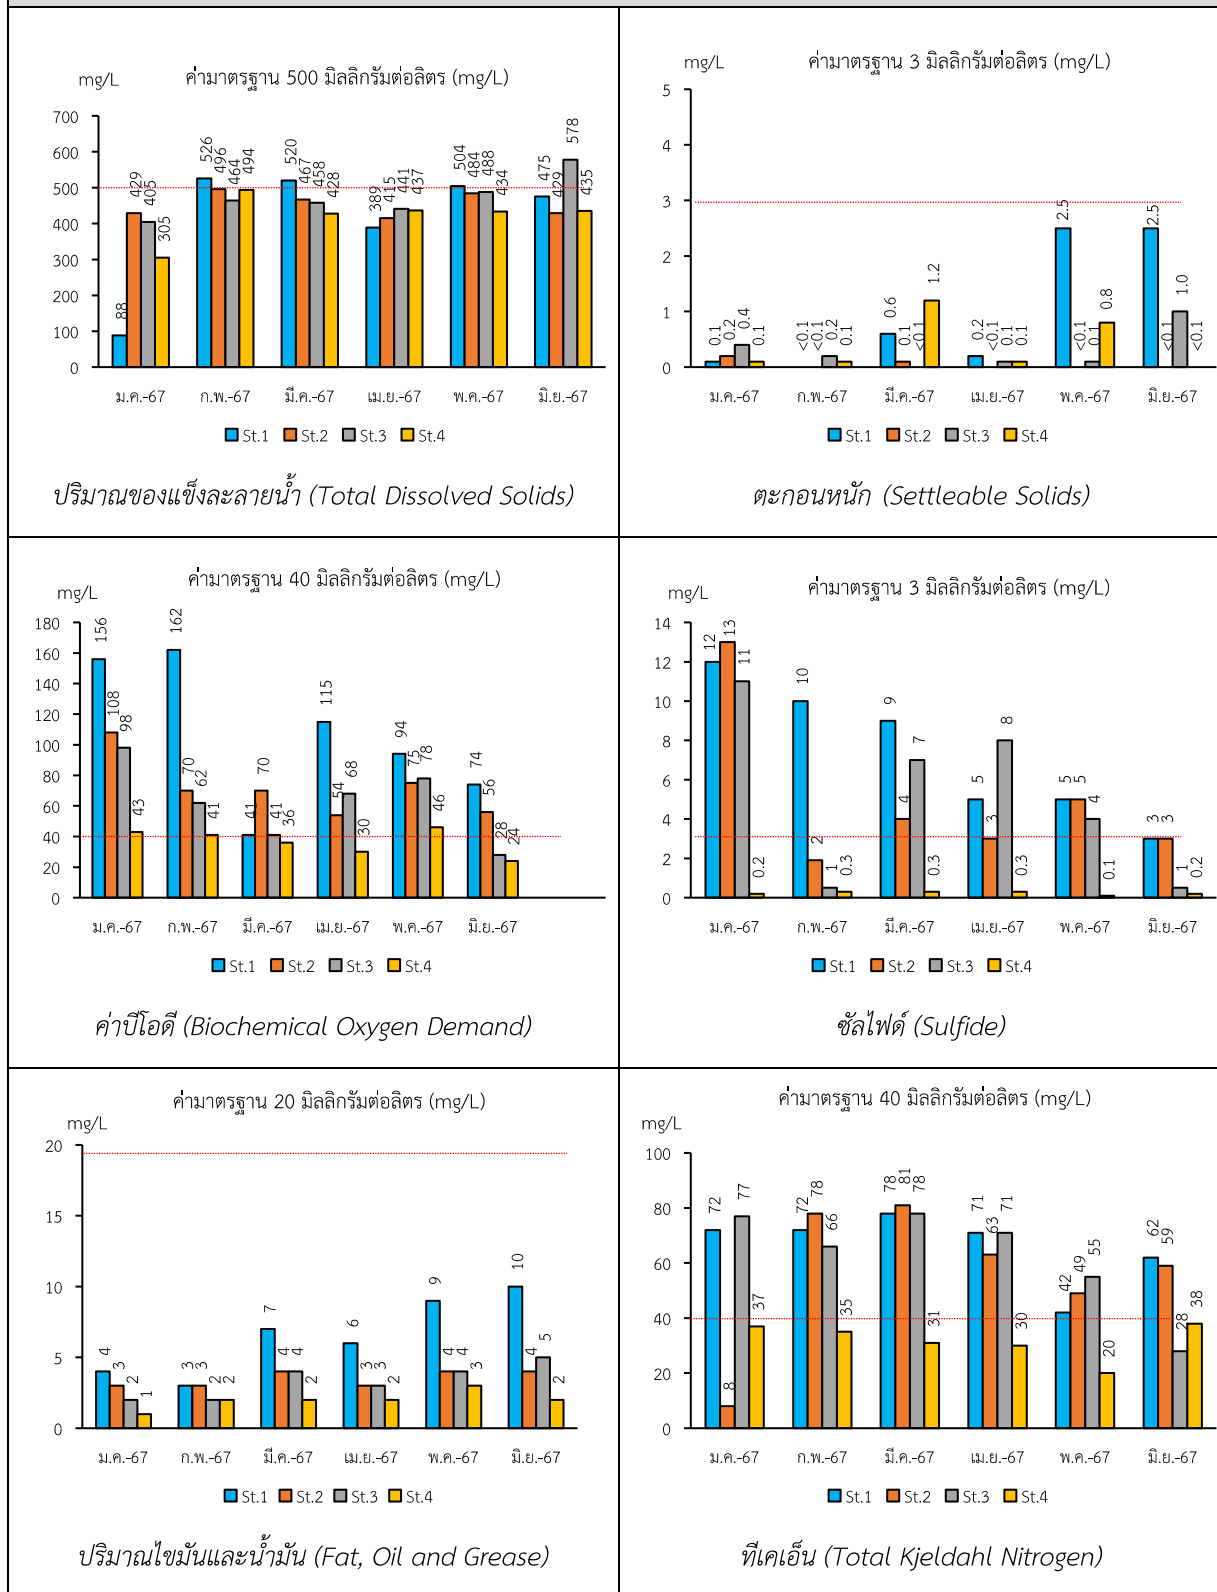 ค่ามาตรฐาน 500 มิลลิกรัมต่อลิตร (mg/L)
mg/L
700
600
500
400
300
200
100
0
88 429 405 305
526 496 464 494
520 467 458 428
389 415 441 437
504 484 488 434
475 429 578 435
ม.ค.-67 ก.พ.-67 มี.ค.-67 เม.ย.-67 พ.ค.-67 มิ.ย.-67
St.1 St.2 St.3 St.4
ปริมาณของแข็งละลายน้ำ (Total Dissolved Solids)
ค่ามาตรฐาน 3 มิลลิกรัมต่อลิตร (mg/L)
mg/L
5
4
3
2
1
0
0.1 0.2 0.4 0.1
<0.1 <0.1 0.2 0.1
0.6 0.1 <0.1 1.2
0.2 <0.1 0.1 0.1
2.5 <0.1 0.1 0.8
2.5 <0.1 1.0 <0.1
ม.ค.-67 ก.พ.-67 มี.ค.-67 เม.ย.-67 พ.ค.-67 มิ.ย.-67
St.1 St.2 St.3 St.4
ตะกอนหนัก (Settleable Solids)
ค่ามาตรฐาน 40 มิลลิกรัมต่อลิตร (mg/L)
mg/L
180
160
140
120
100
80
60
40
20
0
156 108 98 43
162 70 62 41
41 70 41 36
115 54 68 30
94 75 78 46
74 56 28 24
ม.ค.-67 ก.พ.-67 มี.ค.-67 เม.ย.-67 พ.ค.-67 มิ.ย.-67
St.1 St.2 St.3 St.4
ค่าบีโอดี (Biochemical Oxygen Demand)
ค่ามาตรฐาน 3 มิลลิกรัมต่อลิตร (mg/L)
mg/L
14
12
10
8
6
4
2
0
12 13 11 0.2
10 2 1 0.3
9 4 7 0.3
5 3 8 0.3
5 5 4 0.1
3 3 1 0.2
ม.ค.-67 ก.พ.-67 มี.ค.-67 เม.ย.-67 พ.ค.-67 มิ.ย.-67
St.1 St.2 St.3 St.4
ซัลไฟด์ (Sulfide)
ค่ามาตรฐาน 20 มิลลิกรัมต่อลิตร (mg/L)
mg/L
20
15
10
5
0
4 3 2 1
3 3 2 2
7 4 4 2
6 3 3 2
9 4 4 3
10 4 5 2
ม.ค.-67 ก.พ.-67 มี.ค.-67 เม.ย.-67 พ.ค.-67 มิ.ย.-67
St.1 St.2 St.3 St.4
ปริมาณไขมันและน้ำมัน (Fat, Oil and Grease)
ค่ามาตรฐาน 40 มิลลิกรัมต่อลิตร (mg/L)
mg/L
100
80
60
40
20
0
72 8 77 37
72 78 66 35
78 81 78 31
71 63 71 30
42 49 55 20
62 59 28 38
ม.ค.-67 ก.พ.-67 มี.ค.-67 เม.ย.-67 พ.ค.-67 มิ.ย.-67
St.1 St.2 St.3 St.4
ทีเคเอ็น (Total Kjeldahl Nitrogen)